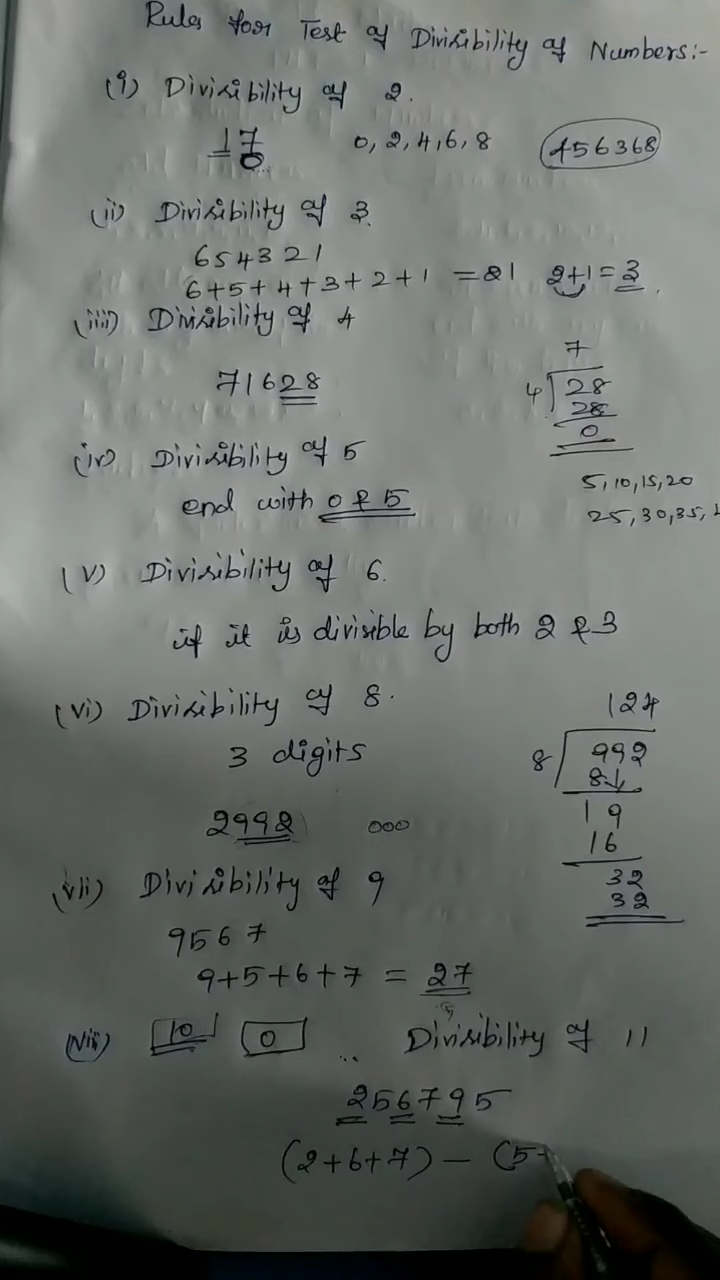 Rules for Test of Divisibility of Numbers:-
(i) Divisibility of 2.
17 0, 2, 4, 6, 8 456368
0
(ii) Divisibility of 3.
654321
6+5+4+3+2+1 = 21 2+1 = 3.
(iii) Divisibility of 4
7
71628 4 28
28
0
(iv) Divisibility of 5
5, 10, 15, 20
end with 0 & 5
25, 30, 35,
(v) Divisibility of 6.
if it is divisible by both 2 & 3
(vi) Divisibility of 8.
124
3 digits 8 992
8↓
19
2992 000
16
32
32
(vii) Divisibility of 9
9567
9+5+6+7 = 27
(viii) 10 0 .. Divisibility of 11
256795
(2+6+7) - (5+